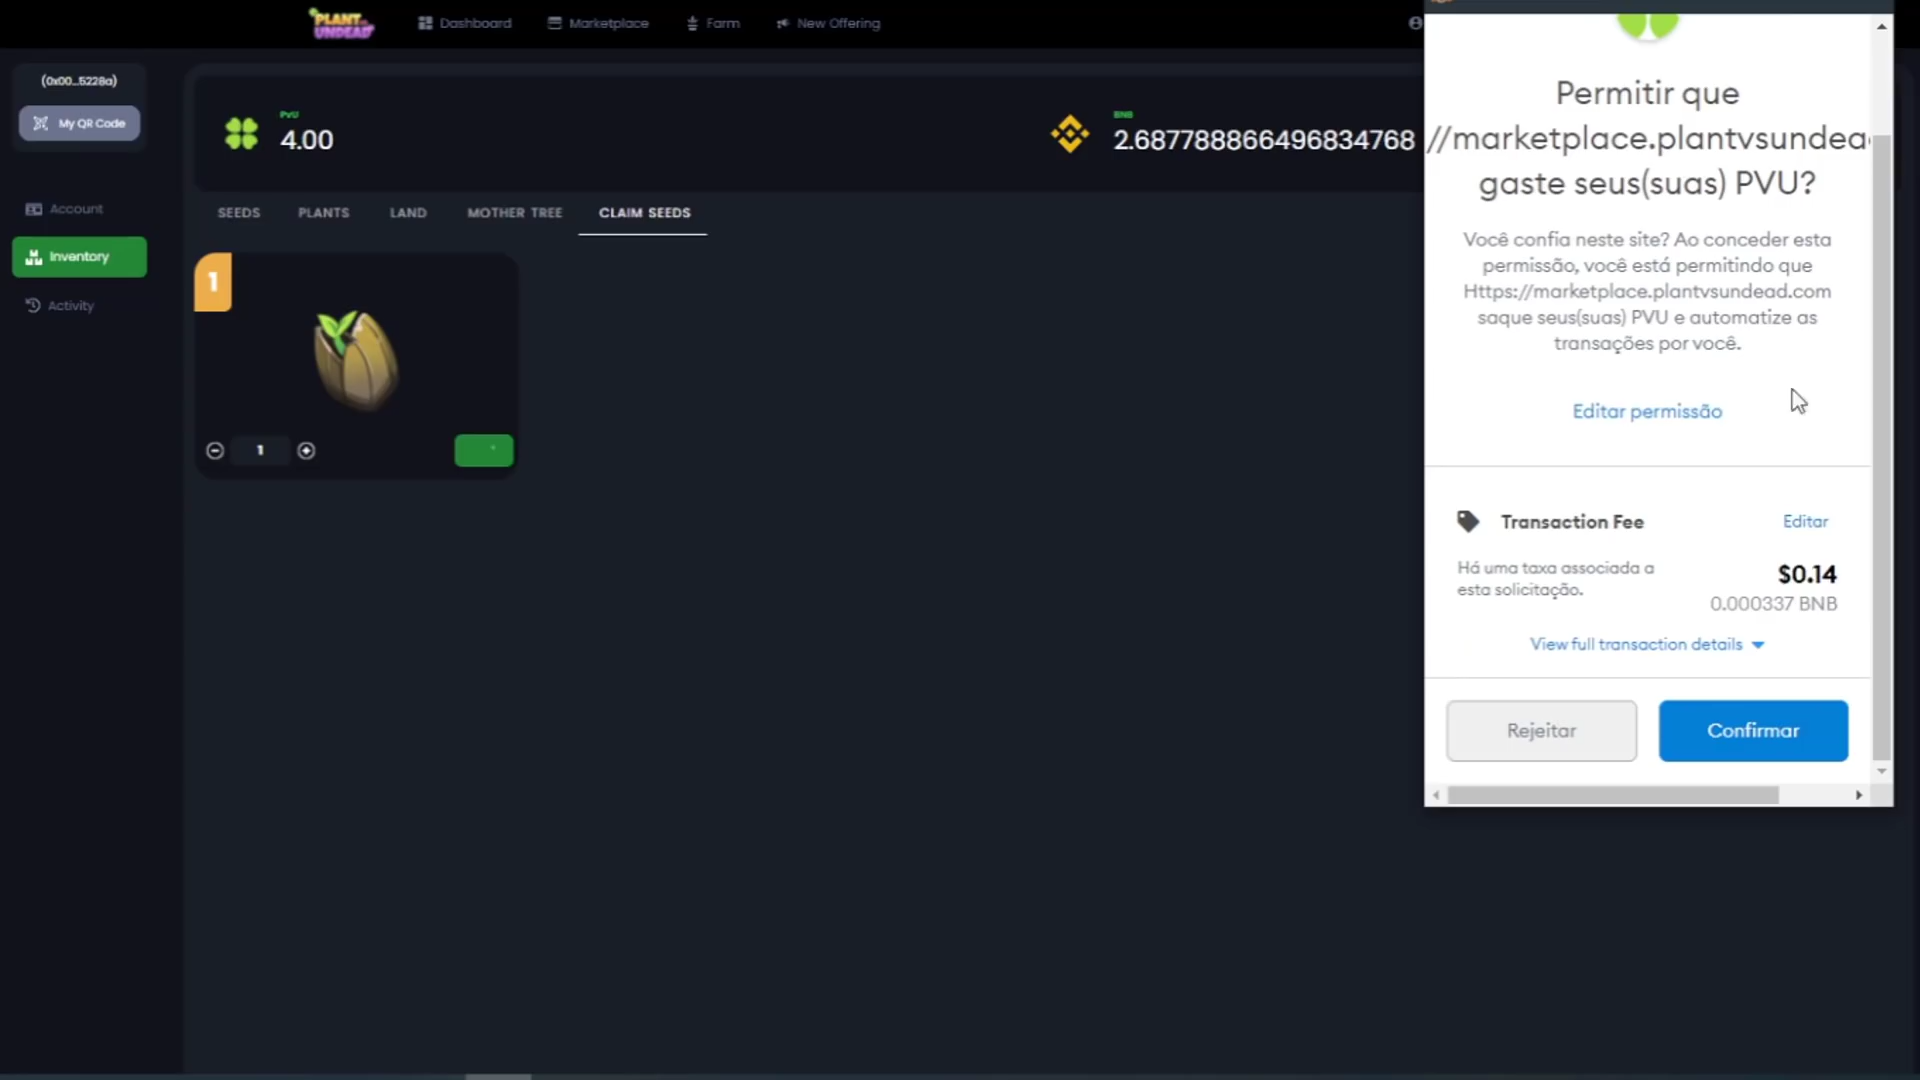 PLANT
UNDEAD
Dashboard
Marketplace
Farm
New Offering
(0x00...5228a)
My QR Code
Account
Inventory
Activity
PVU
4.00
BNB
2.687788866496834768
SEEDS
PLANTS
LAND
MOTHER TREE
CLAIM SEEDS
1
1
Permitir que
//marketplace.plantvsundead
gaste seus(suas) PVU?
Você confia neste site? Ao conceder esta
permissão, você está permitindo que
Https://marketplace.plantvsundead.com
saque seus(suas) PVU e automatize as
transações por você.
Editar permissão
Transaction Fee
Editar
Há uma taxa associada a
esta solicitação.
$0.14
0.000337 BNB
View full transaction details
Rejeitar
Confirmar